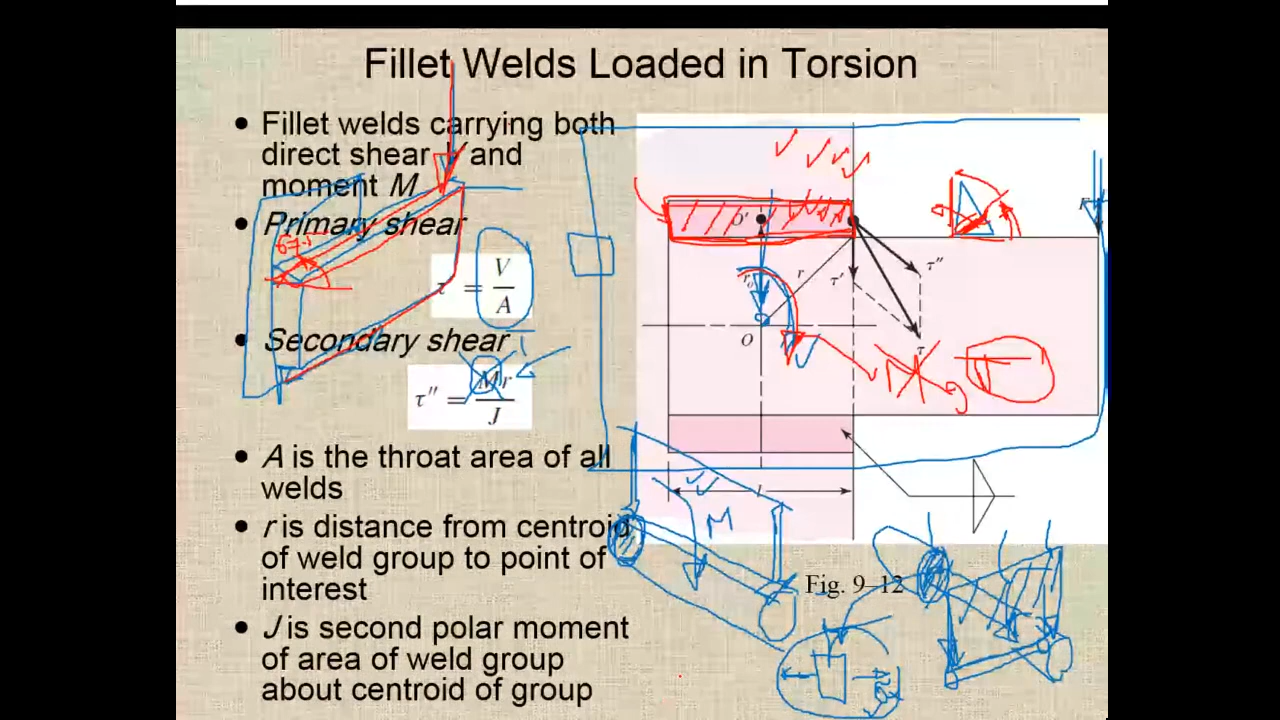 Fillet Welds Loaded in Torsion
• Fillet welds carrying both
direct shear V and
moment M
• Primary shear
τ′ = V/A
• Secondary shear
τ″ = Mr/J
• A is the throat area of all
welds
• r is distance from centroid
of weld group to point of
interest
• J is second polar moment
of area of weld group
about centroid of group
O′
F
r
τ′
τ″
τ
O
l
M
Fig. 9–12